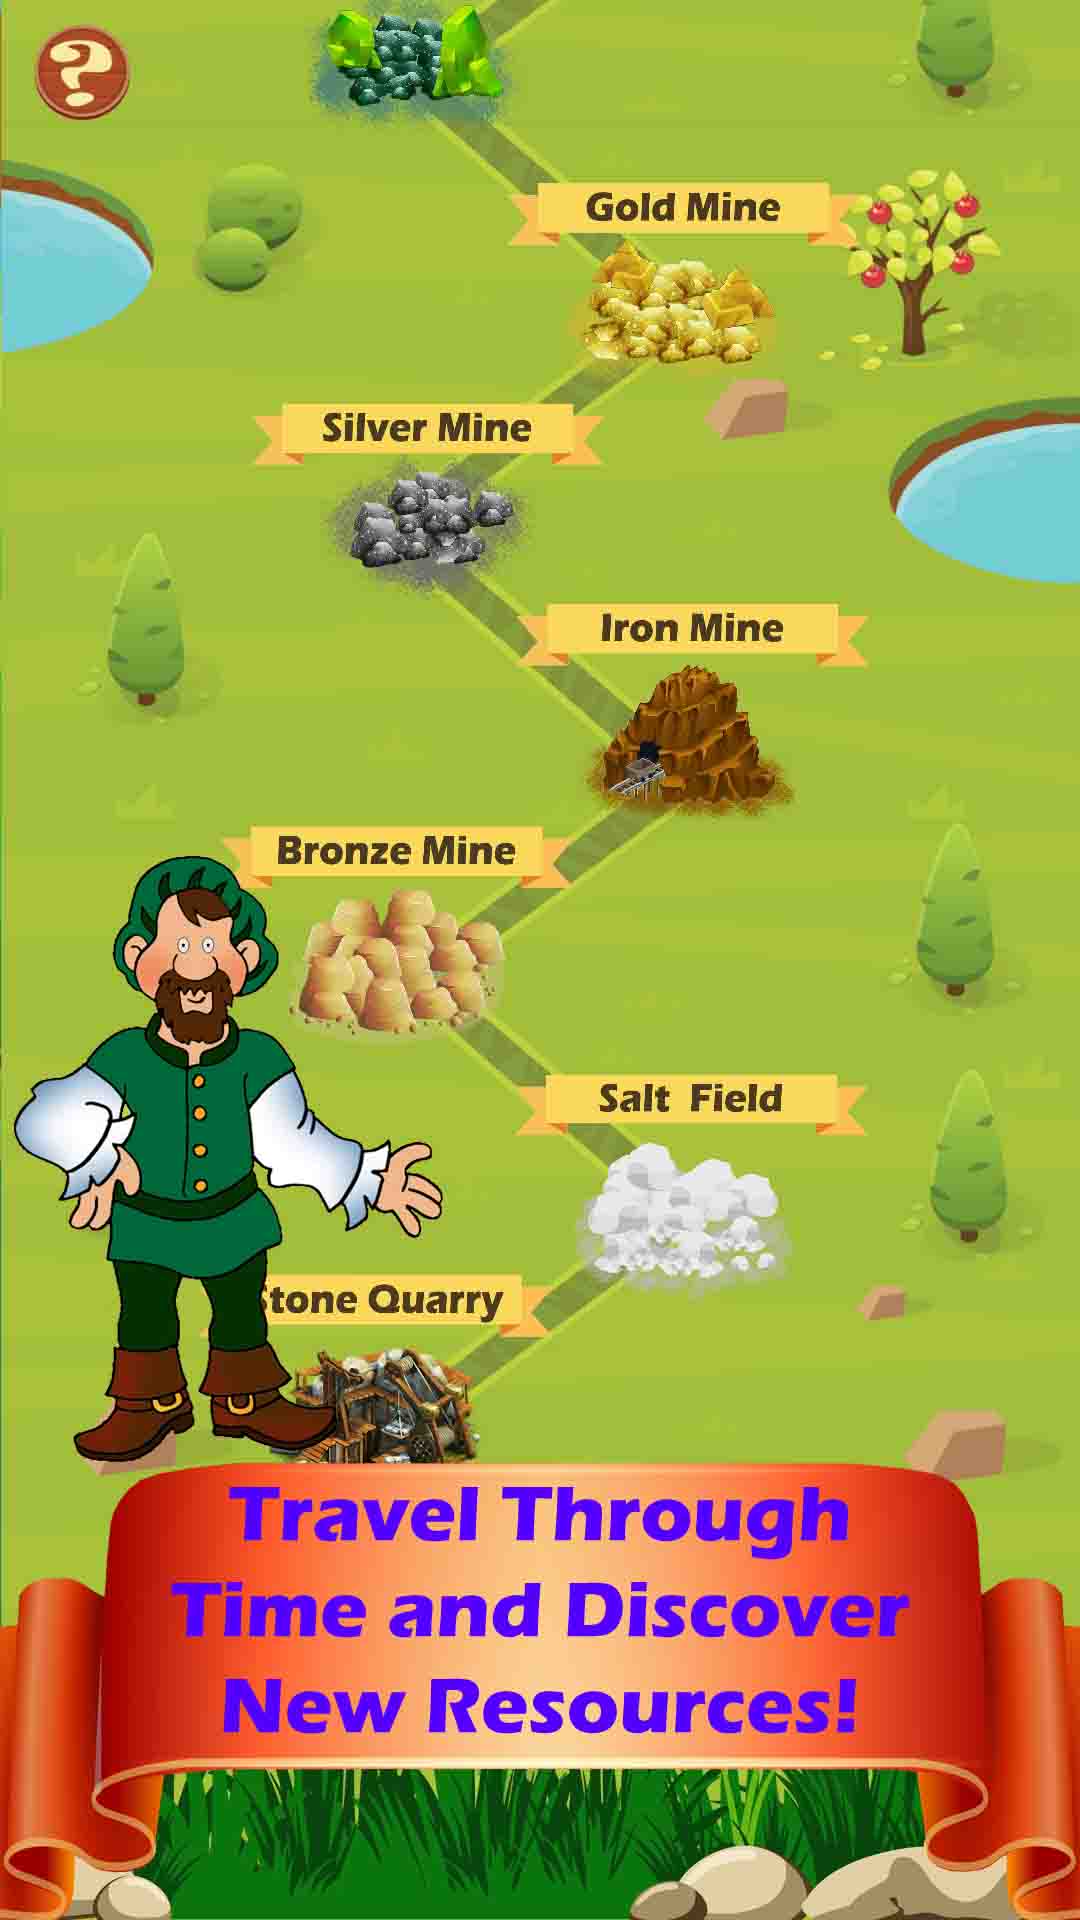 ?
Gold Mine
Silver Mine
Iron Mine
Bronze Mine
Salt Field
tone Quarry
Travel Through
Time and Discover
New Resources!